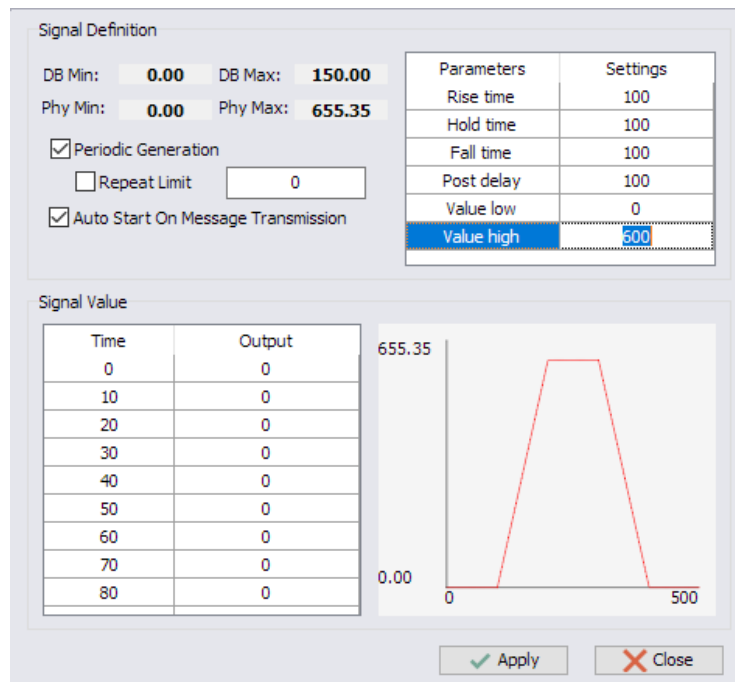 Signal Definition
DB Min: 0.00 DB Max: 150.00
Phy Min: 0.00 Phy Max: 655.35
Periodic Generation
Repeat Limit 0
Auto Start On Message Transmission
Parameters Settings
Rise time 100
Hold time 100
Fall time 100
Post delay 100
Value low 0
Value high 600
Signal Value
Time Output
0 0
10 0
20 0
30 0
40 0
50 0
60 0
70 0
80 0
655.35
0.00
0 500
Apply Close